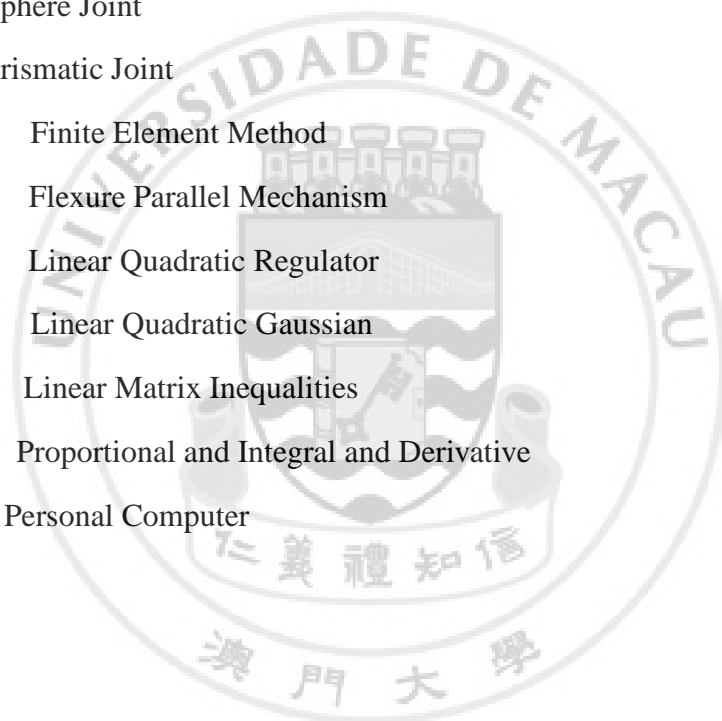 phere Joint
rismatic Joint
Finite Element Method
Flexure Parallel Mechanism
Linear Quadratic Regulator
Linear Quadratic Gaussian
Linear Matrix Inequalities
Proportional and Integral and Derivative
Personal Computer
UNIVERSIDADE DE MACAU
仁義禮知信
澳門大學